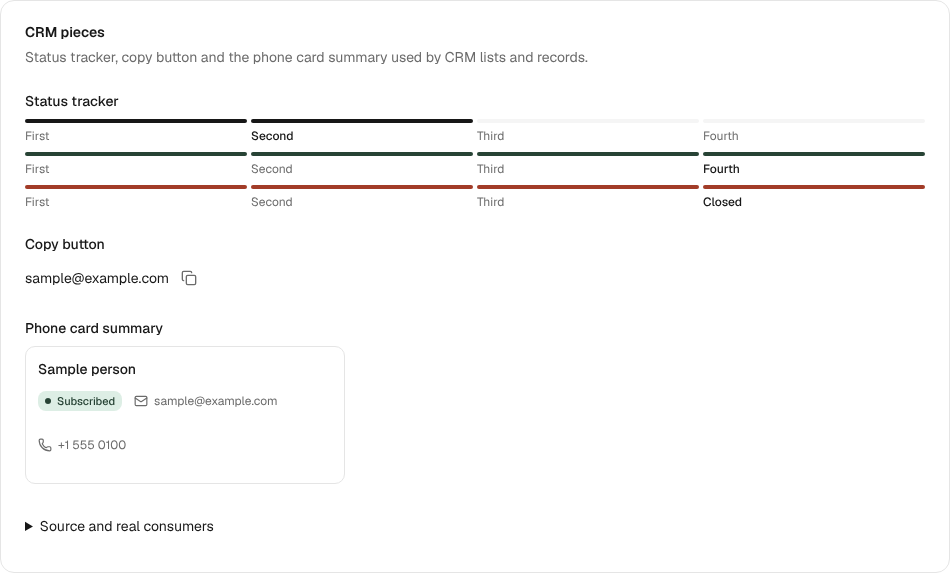 CRM pieces
Status tracker, copy button and the phone card summary used by CRM lists and records.
Status tracker
First Second Third Fourth
First Second Third Fourth
First Second Third Closed
Copy button
sample@example.com
Phone card summary
Sample person
Subscribed sample@example.com
+1 555 0100
Source and real consumers